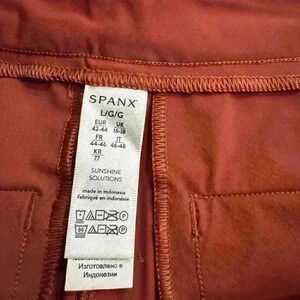 SPANX
L/G/G
EUR UK
42-44 16-18
FR IT
44-46 46-48
KR
77
SUNSHINE
SOLUTIONS
made in indonesia
fabriqué en indonésie
Изготовлено в
Индонезии